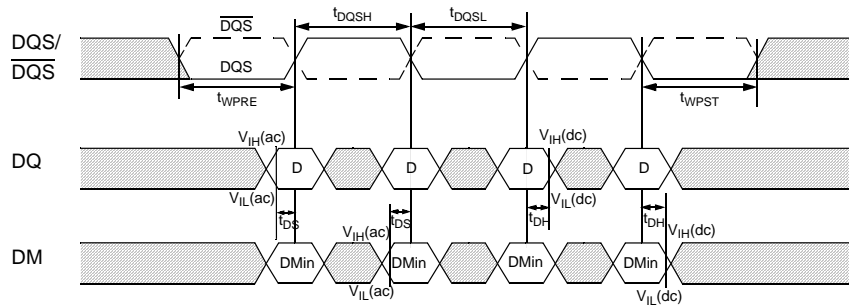 tDQSH tDQSL
DQS
DQS/
DQS
DQS
tWPRE tWPST
VIH(ac) VIH(dc)
DQ D D D D
VIL(ac) VIL(dc)
tDS VIH(ac) tDS tDH tDH VIH(dc)
DM DMin DMin DMin DMin
VIL(ac) VIL(dc)